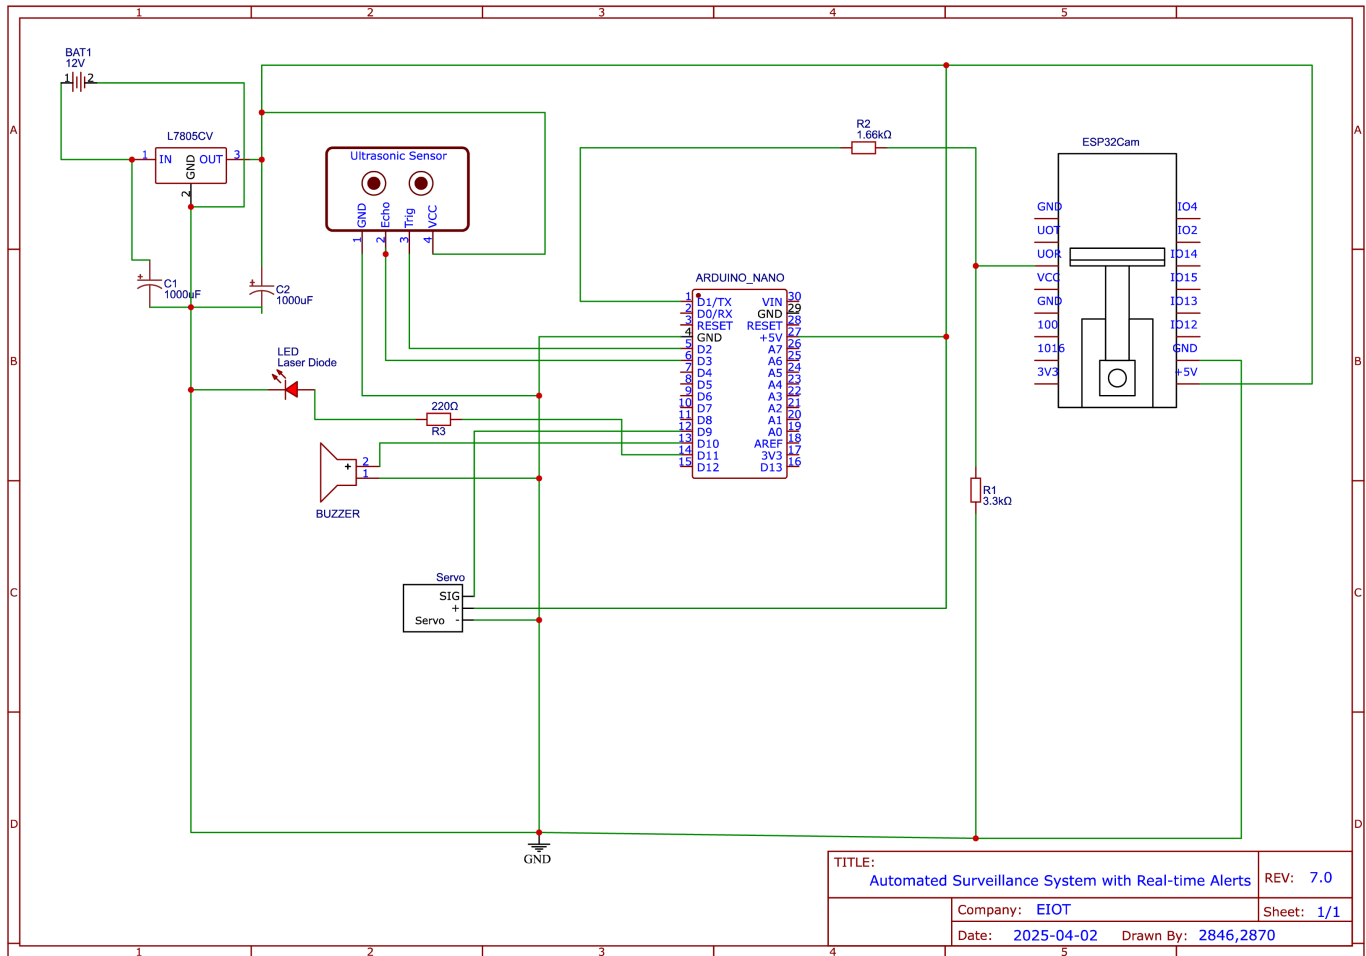 1 2 3 4 5
A A
B B
C C
D D
1 2 3 4 5
BAT1
12V
1 2
L7805CV
1 IN OUT 3
GND
2
C1
1000uF
C2
1000uF
Ultrasonic Sensor
GND Echo Trig VCC
1 2 3 4
LED
Laser Diode
220Ω
R3
+ 2
1
BUZZER
Servo
SIG
+
Servo -
GND
ARDUINO_NANO
1 D1/TX VIN 30
2 D0/RX GND 29
3 RESET RESET 28
4 GND +5V 27
5 D2 A7 26
6 D3 A6 25
7 D4 A5 24
8 D5 A4 23
9 D6 A3 22
10 D7 A2 21
11 D8 A1 20
12 D9 A0 19
13 D10 AREF 18
14 D11 3V3 17
15 D12 D13 16
R2
1.66kΩ
R1
3.3kΩ
ESP32Cam
GND IO4
UOT IO2
UOR IO14
VCC IO15
GND IO13
100 IO12
1016 GND
3V3 +5V
TITLE:
Automated Surveillance System with Real-time Alerts
REV: 7.0
Company: EIOT
Sheet: 1/1
Date: 2025-04-02 Drawn By: 2846,2870